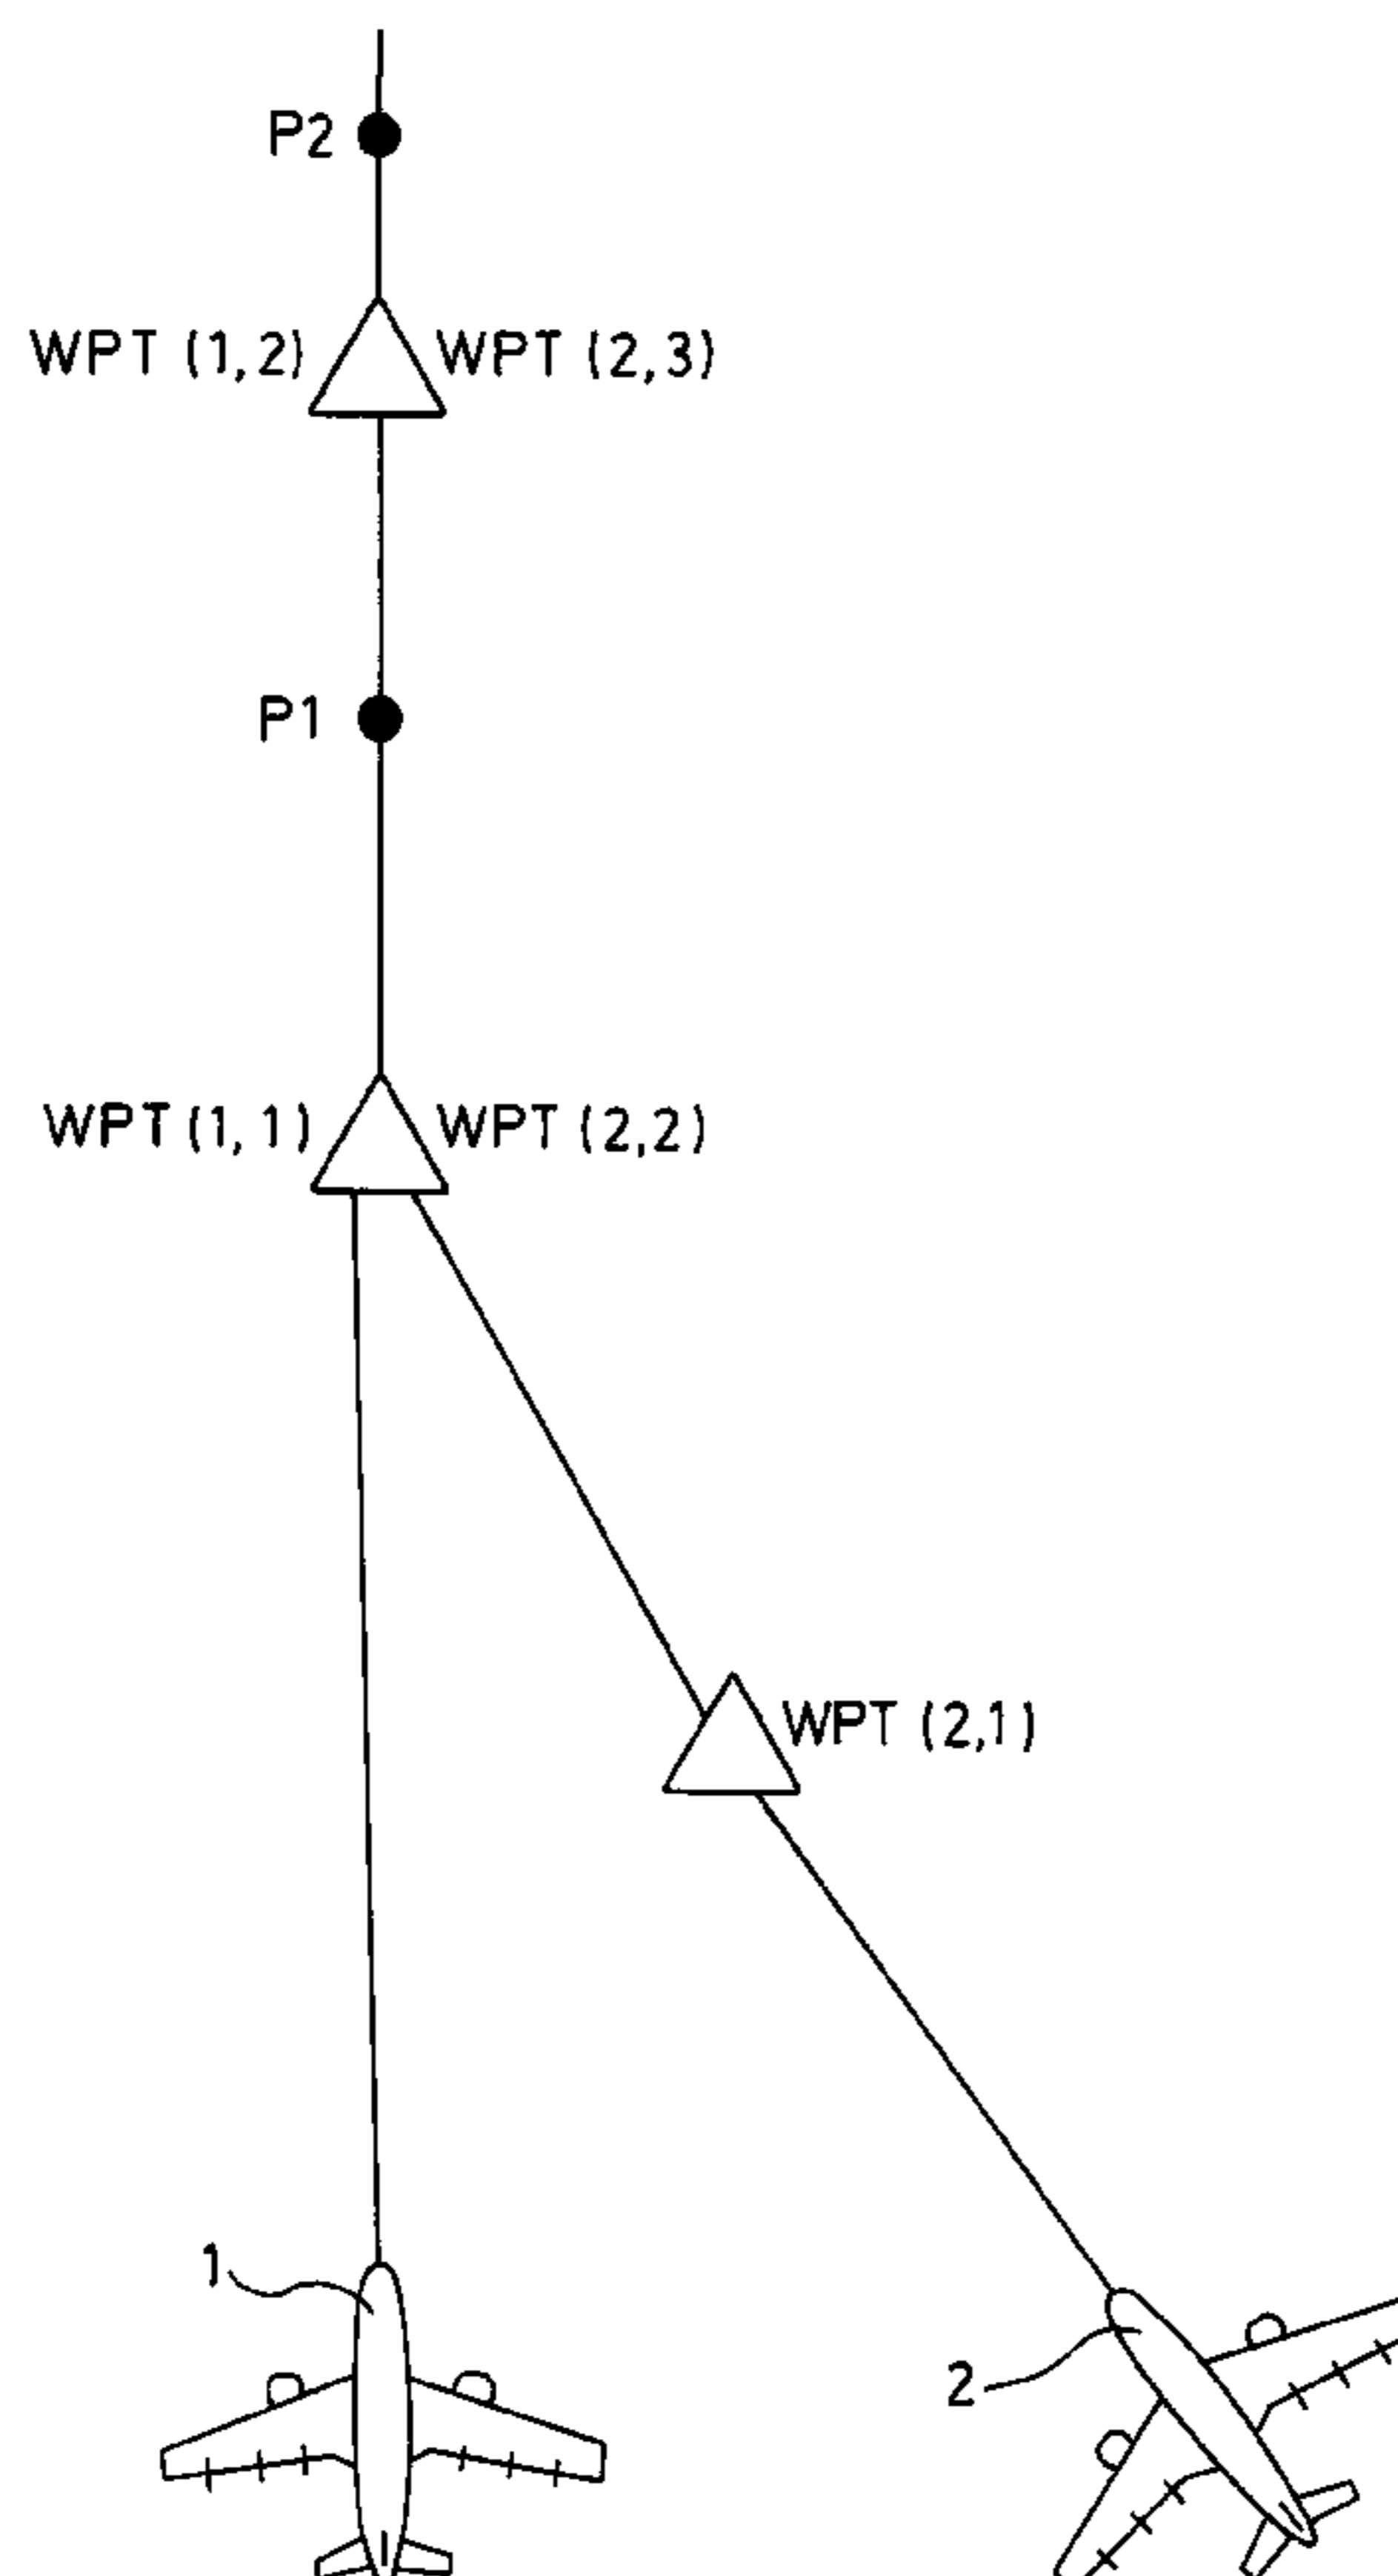 P2
WPT (1,2) WPT (2,3)
P1
WPT (1,1) WPT (2,2)
WPT (2,1)
1
2